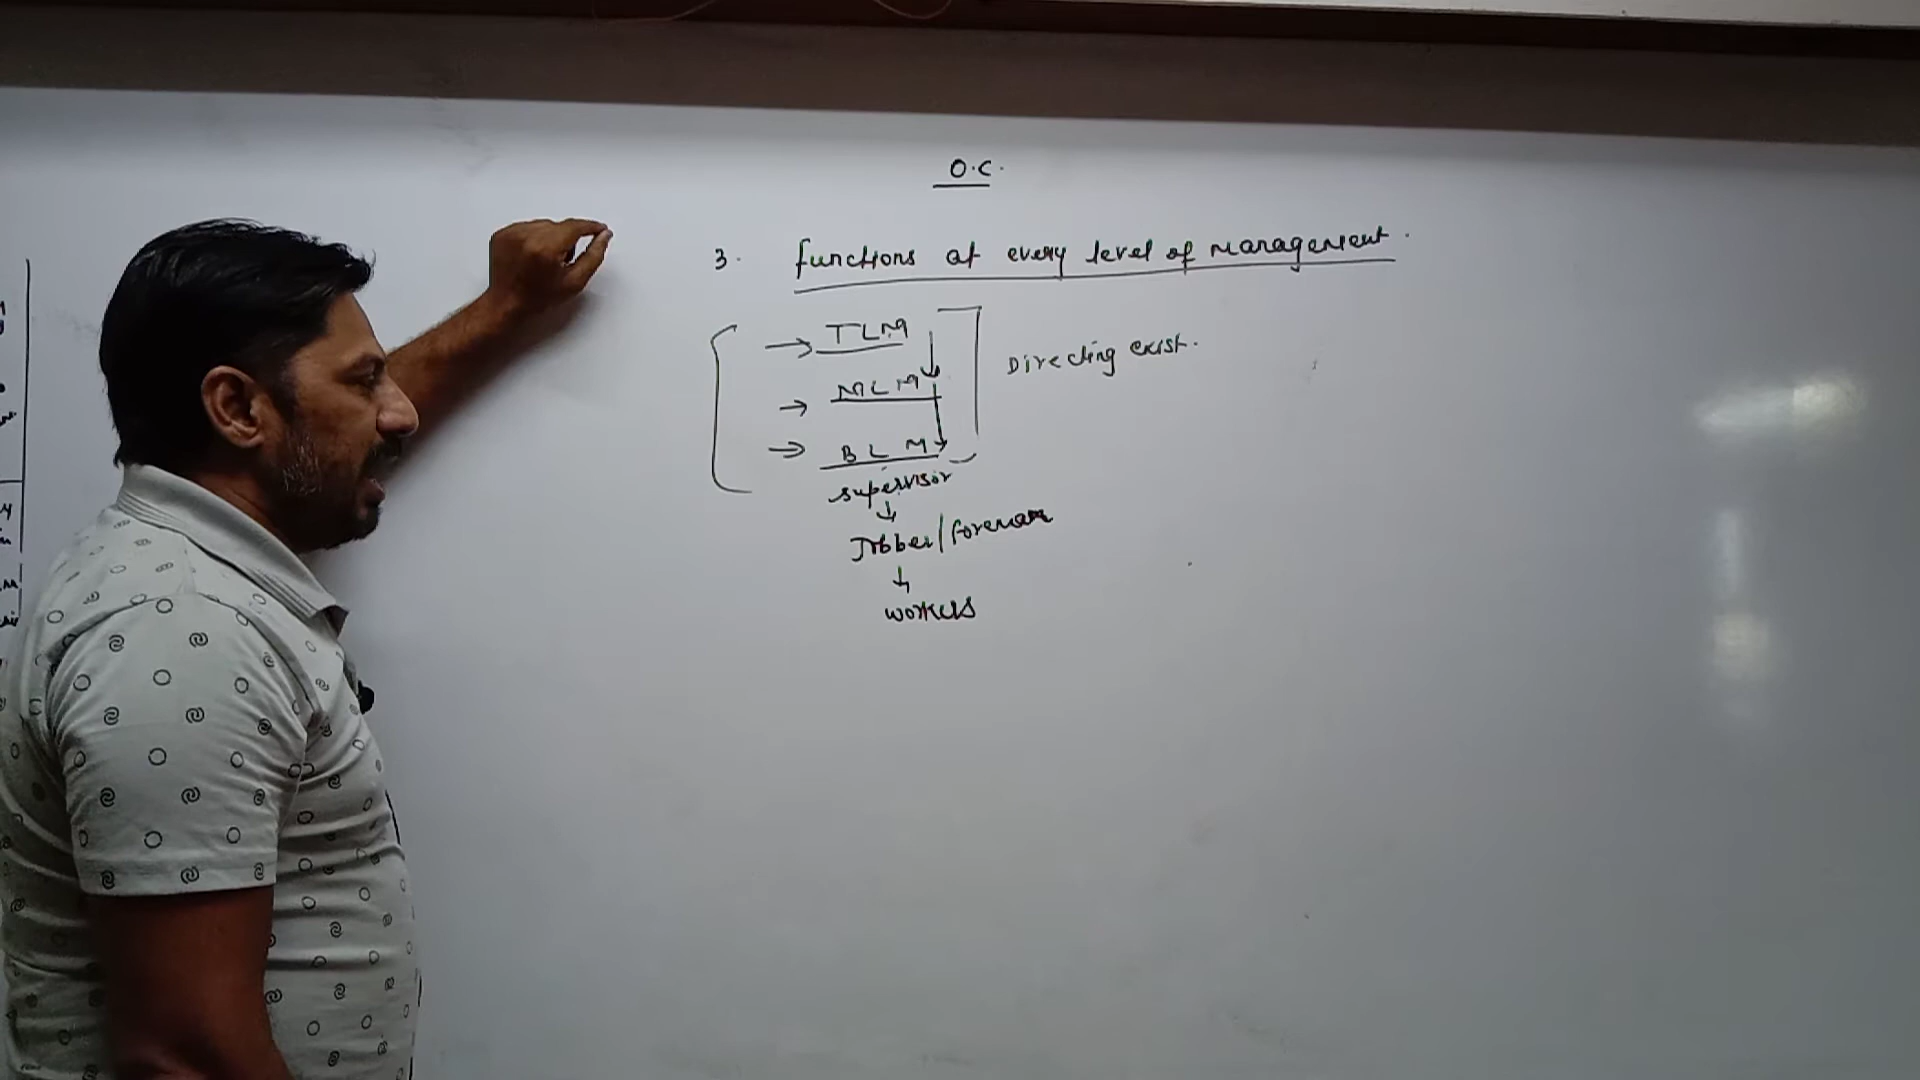 O.C.
3. functions at every level of management.
→ TLM
Directing exist.
→ MLM
→ BLM
supervisor
↓
Jobber/foreman
↓
workers